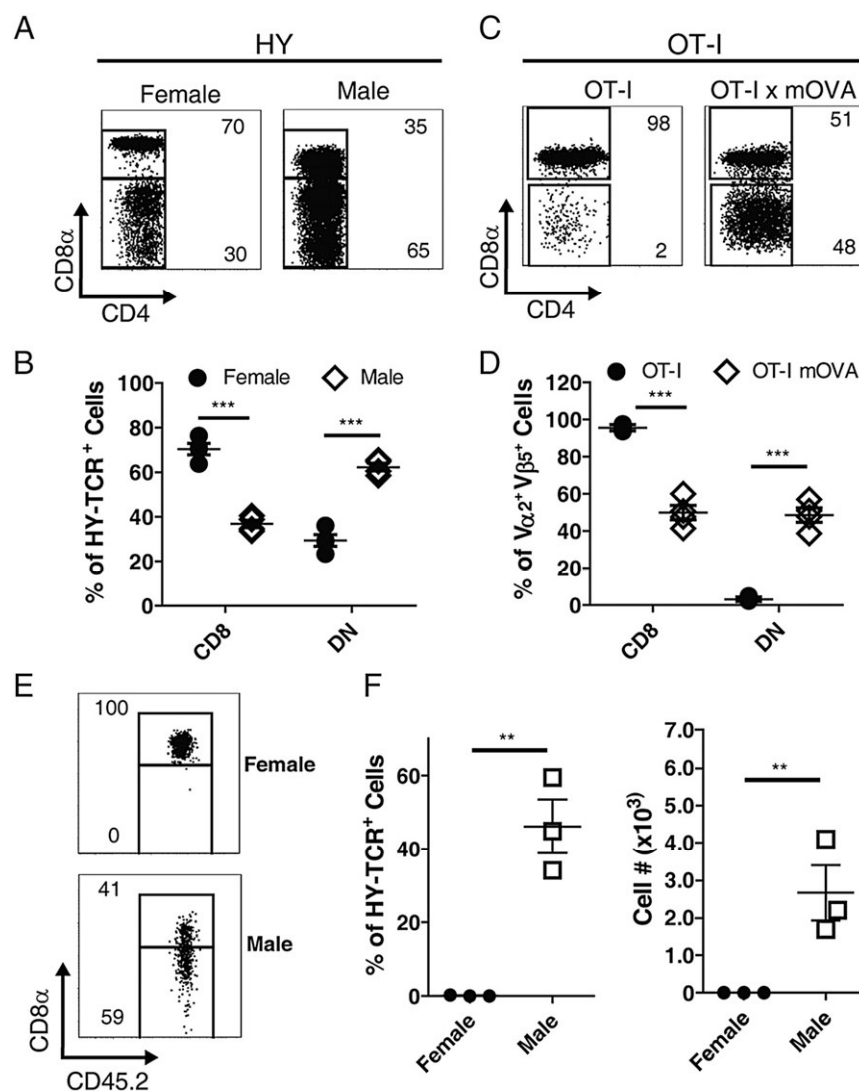 A
HY
Female Male
70
30
35
65
CD8α
CD4
C
OT-I
OT-I OT-I x mOVA
98
2
51
48
CD8α
CD4
B
Female Male
% of HY-TCR⁺ Cells
100
80
60
40
20
0
***
***
CD8 DN
D
OT-I OT-I mOVA
% of Vα2⁺Vβ5⁺ Cells
120
100
80
60
40
20
0
***
***
CD8 DN
E
100
0
Female
41
59
Male
CD8α
CD45.2
F
% of HY-TCR⁺ Cells
60
40
20
0
**
Female Male
Cell # (x10³)
7.0
6.0
5.0
4.0
3.0
2.0
1.0
0
**
Female Male